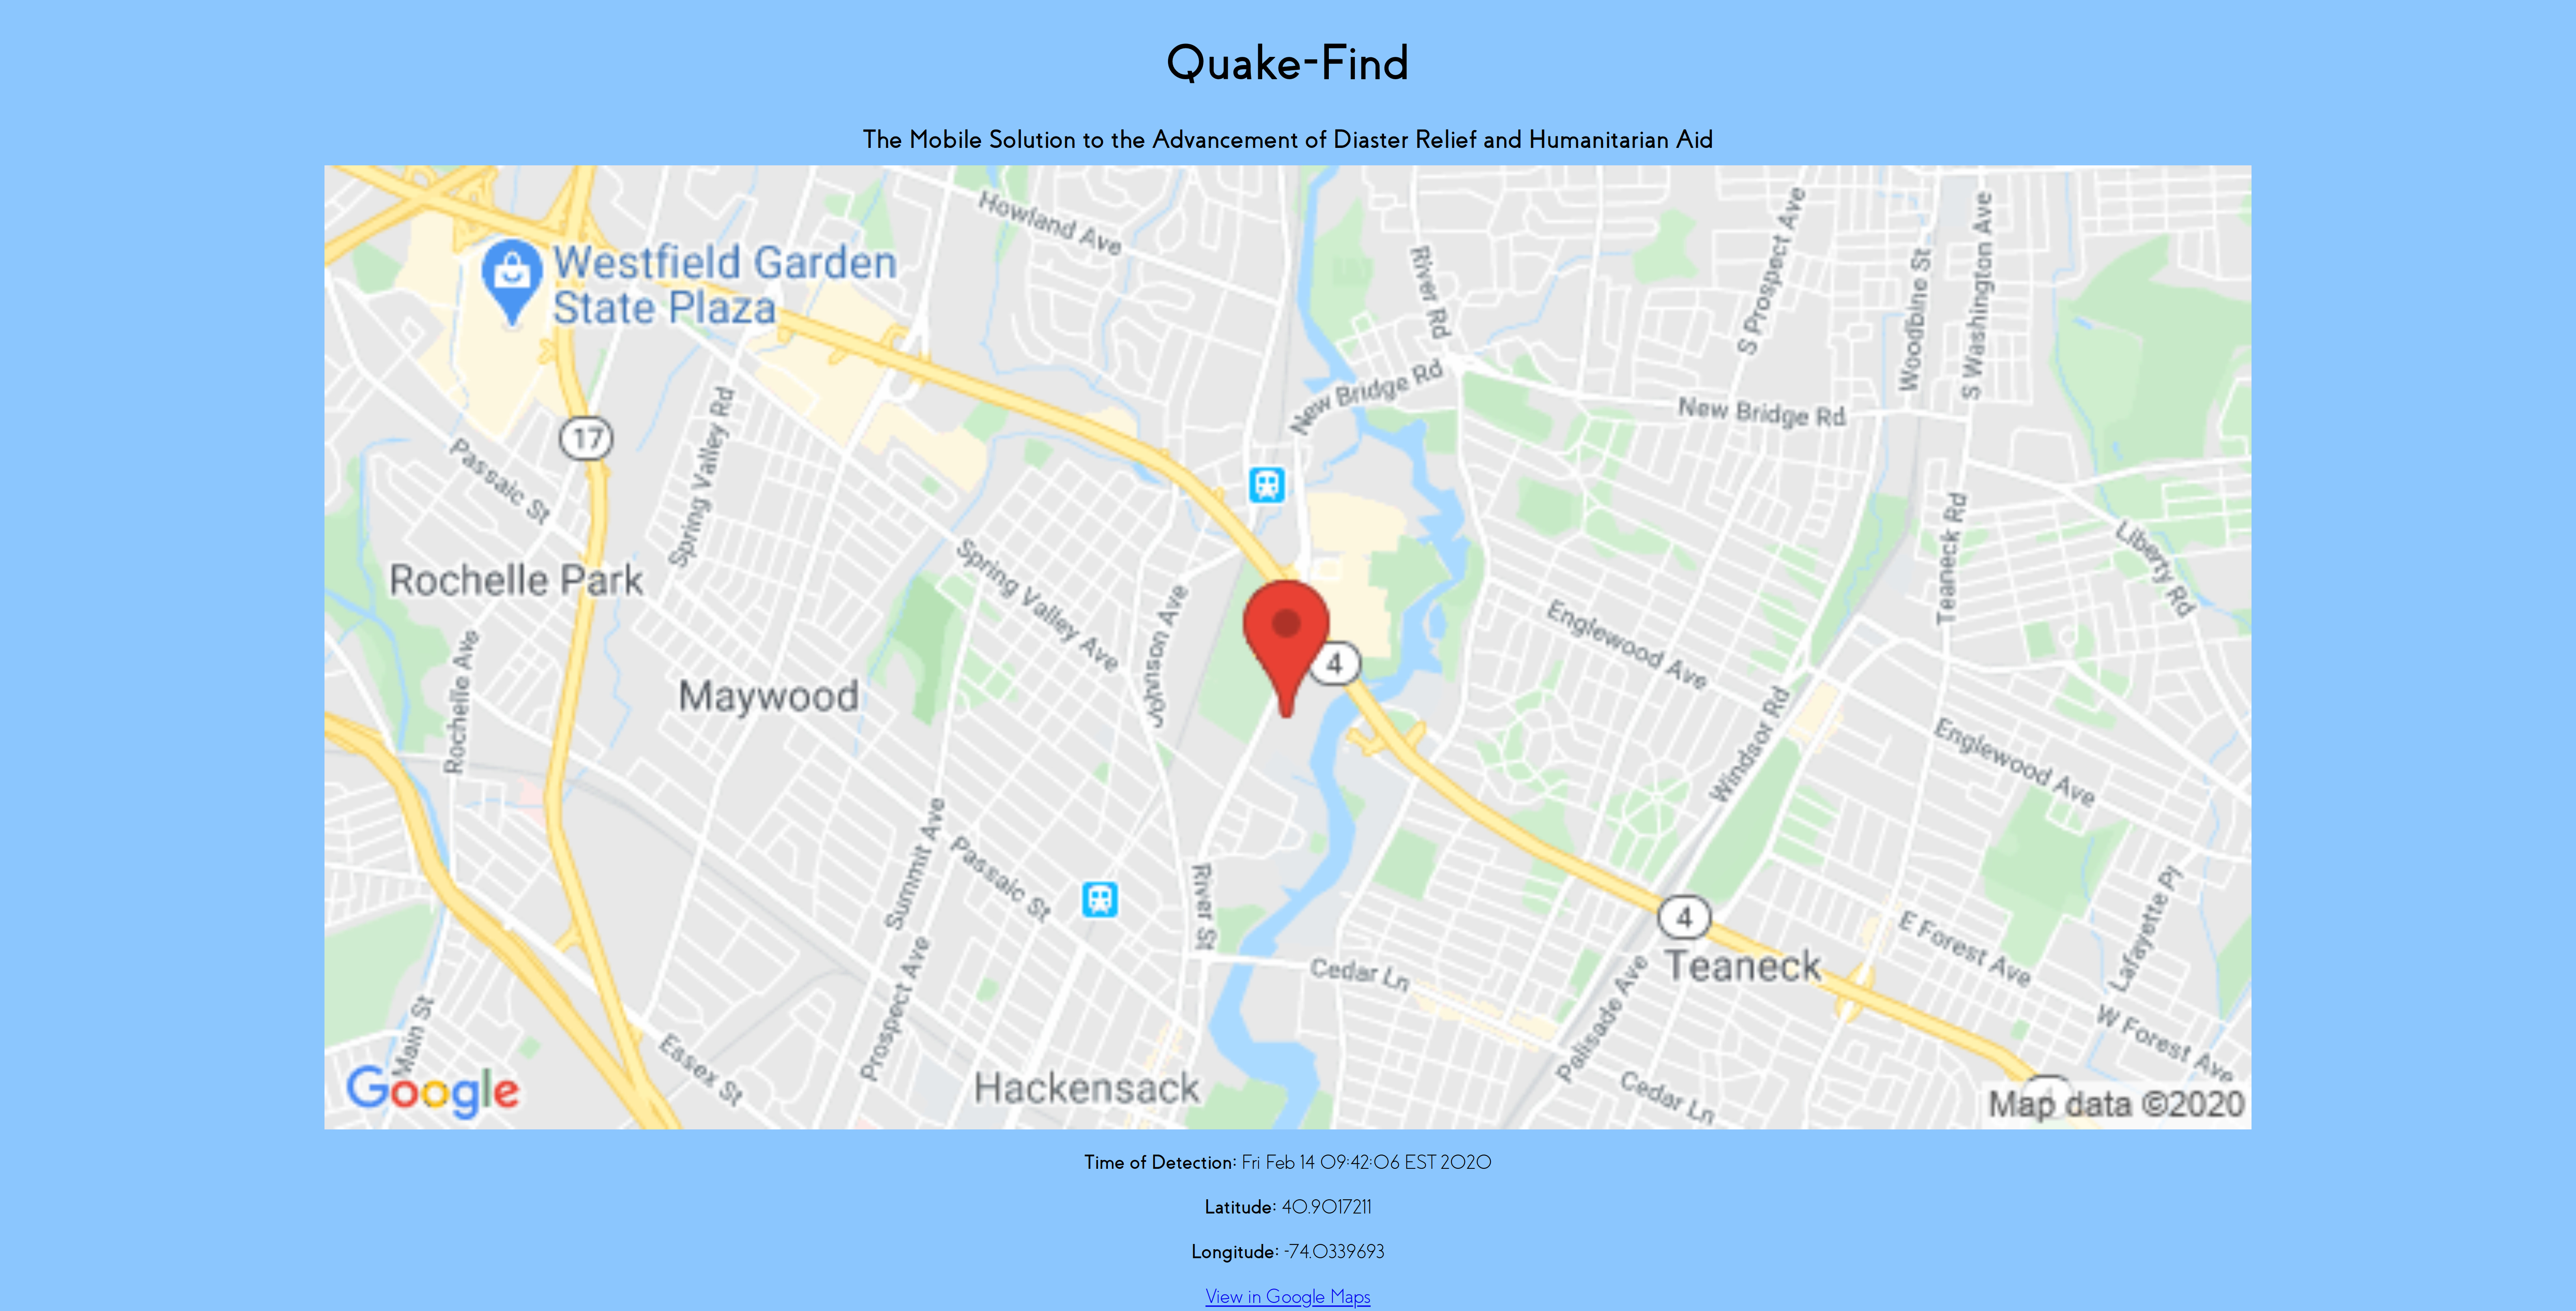 Quake-Find
The Mobile Solution to the Advancement of Diaster Relief and Humanitarian Aid
Howland Ave
River Rd
S Prospect Ave
Woodbine St
S Washington Ave
Westfield Garden
State Plaza
New Bridge Rd
New Bridge Rd
17
Passaic St
Spring Valley Rd
Teaneck Rd
Liberty Rd
Rochelle Park
Spring Valley Ave
Johnson Ave
Englewood Ave
4
Rochelle Ave
Maywood
Windsor Rd
Englewood Ave
Summit Ave
Passaic St
River St
4
E Forest Ave
Lafayette Pl
Teaneck
Cedar Ln
Prospect Ave
Palisade Ave
Main St
Essex St
W Forest Ave
Hackensack
Cedar Ln
Google
4
Map data ©2020
Time of Detection: Fri Feb 14 09:42:06 EST 2020
Latitude: 40.9017211
Longitude: -74.0339693
View in Google Maps